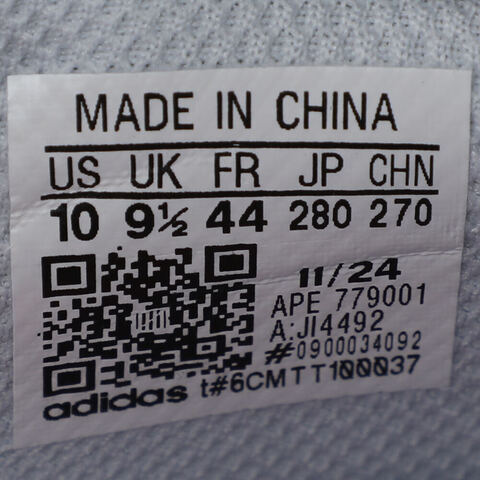 MADE IN CHINA
US UK FR JP CHN
10 9½ 44 280 270
11/24
APE 779001
A:JI4492
#0900034092
adidas t#6CMTT100037